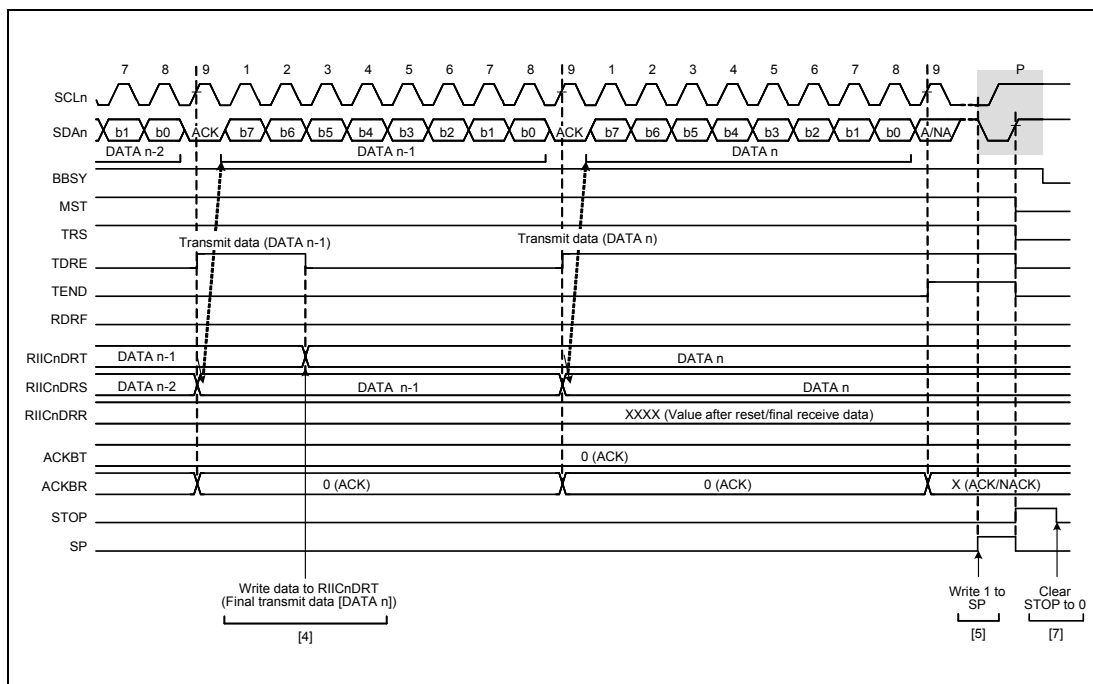 7 8 9 1 2 3 4 5 6 7 8 9 1 2 3 4 5 6 7 8 9 P
SCLn
SDAn b1 b0 ACK b7 b6 b5 b4 b3 b2 b1 b0 ACK b7 b6 b5 b4 b3 b2 b1 b0 A/NA
DATA n-2 DATA n-1 DATA n
BBSY
MST
TRS
Transmit data (DATA n-1) Transmit data (DATA n)
TDRE
TEND
RDRF
RIICnDRT DATA n-1 DATA n
RIICnDRS DATA n-2 DATA n-1 DATA n
RIICnDRR XXXX (Value after reset/final receive data)
ACKBT 0 (ACK)
ACKBR 0 (ACK) 0 (ACK) X (ACK/NACK)
STOP
SP
Write data to RIICnDRT
(Final transmit data [DATA n])
[4]
Write 1 to
SP
[5]
Clear
STOP to 0
[7]